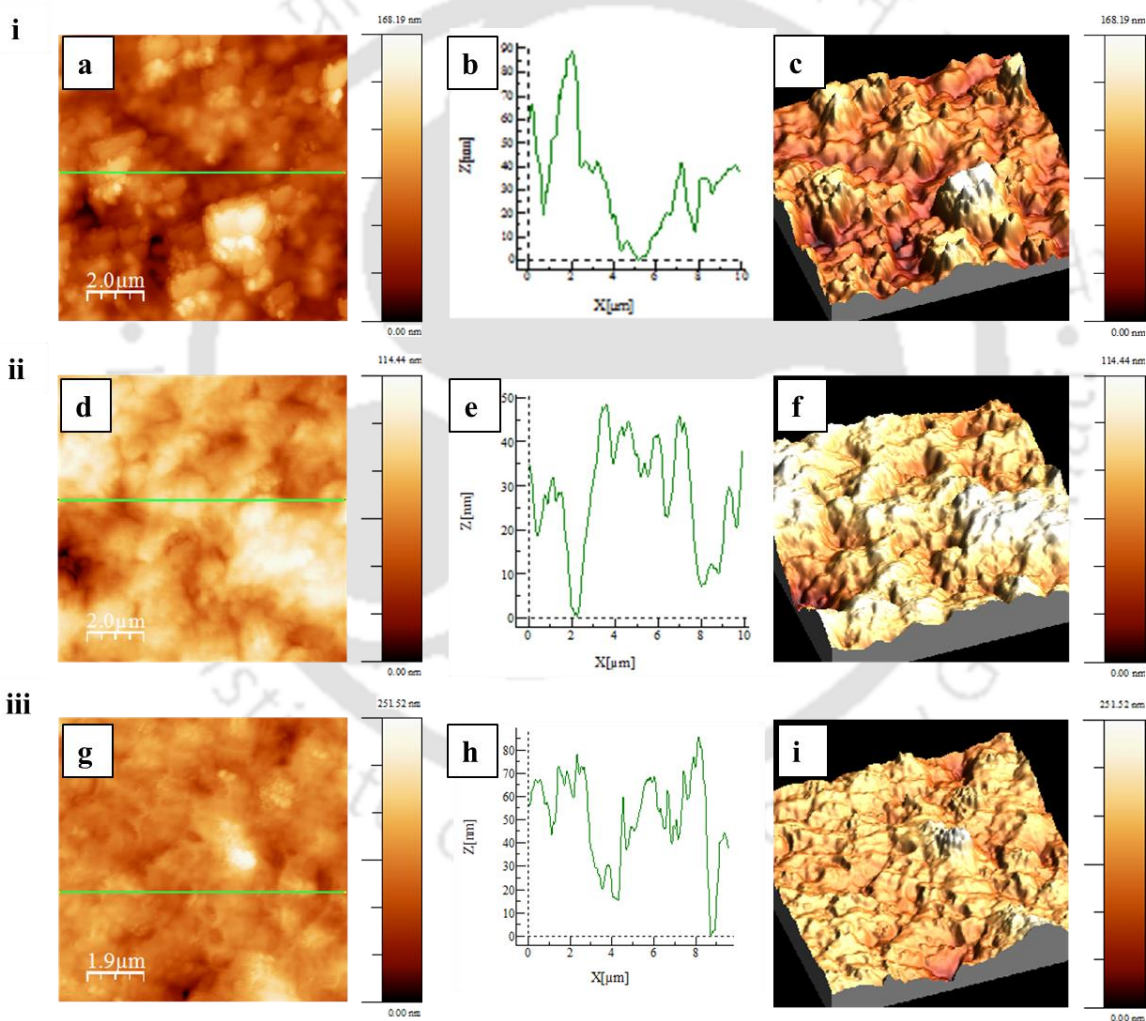 i
168.19 nm
168.19 nm
a
b
c
90
80
70
60
50
40
30
20
10
0
Z[nm]
0 2 4 6 8 10
X[µm]
2.0µm
0.00 nm
0.00 nm
ii
114.44 nm
114.44 nm
d
e
f
50
40
30
20
10
0
Z[nm]
0 2 4 6 8 10
X[µm]
2.0µm
0.00 nm
0.00 nm
iii
251.52 nm
251.52 nm
g
h
i
80
70
60
50
40
30
20
10
0
Z[nm]
0 2 4 6 8
X[µm]
1.9µm
0.00 nm
0.00 nm